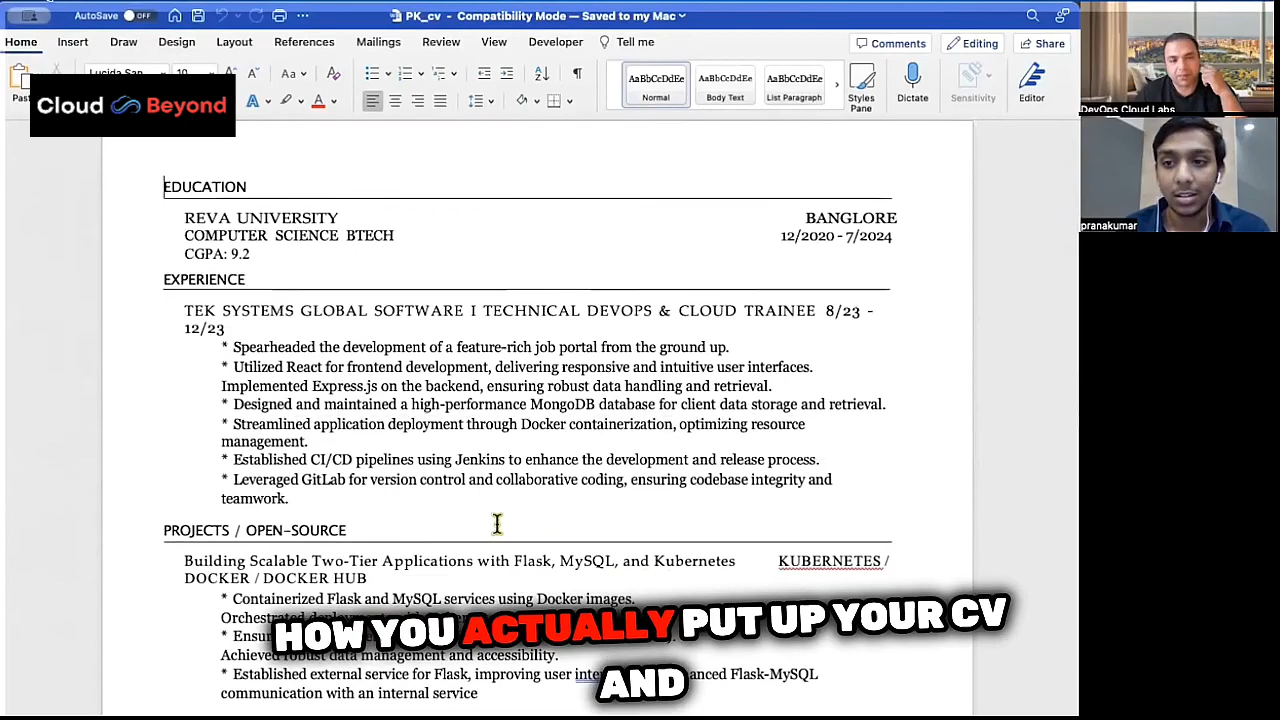 AutoSave OFF
PK_cv - Compatibility Mode — Saved to my Mac
Home Insert Draw Design Layout References Mailings Review View Developer Tell me
Comments Editing Share
10
Aa
AaBbCcDdEe AaBbCcDdEe AaBbCcDdEe
Normal Body Text List Paragraph
Styles Pane
Dictate
Sensitivity
Editor
Cloud Beyond
DevOps Cloud Labs
pranakumar
EDUCATION
REVA UNIVERSITY BANGLORE
COMPUTER SCIENCE BTECH 12/2020 - 7/2024
CGPA: 9.2
EXPERIENCE
TEK SYSTEMS GLOBAL SOFTWARE I TECHNICAL DEVOPS & CLOUD TRAINEE 8/23 -
12/23
* Spearheaded the development of a feature-rich job portal from the ground up.
* Utilized React for frontend development, delivering responsive and intuitive user interfaces.
Implemented Express.js on the backend, ensuring robust data handling and retrieval.
* Designed and maintained a high-performance MongoDB database for client data storage and retrieval.
* Streamlined application deployment through Docker containerization, optimizing resource
management.
* Established CI/CD pipelines using Jenkins to enhance the development and release process.
* Leveraged GitLab for version control and collaborative coding, ensuring codebase integrity and
teamwork.
PROJECTS / OPEN-SOURCE
Building Scalable Two-Tier Applications with Flask, MySQL, and Kubernetes KUBERNETES /
DOCKER / DOCKER HUB
* Containerized Flask and MySQL services using Docker images.
HOW YOU ACTUALLY PUT UP YOUR CV
AND
Achieved robust data management and accessibility.
* Established external service for Flask, improving user Flask-MySQL
communication with an internal service